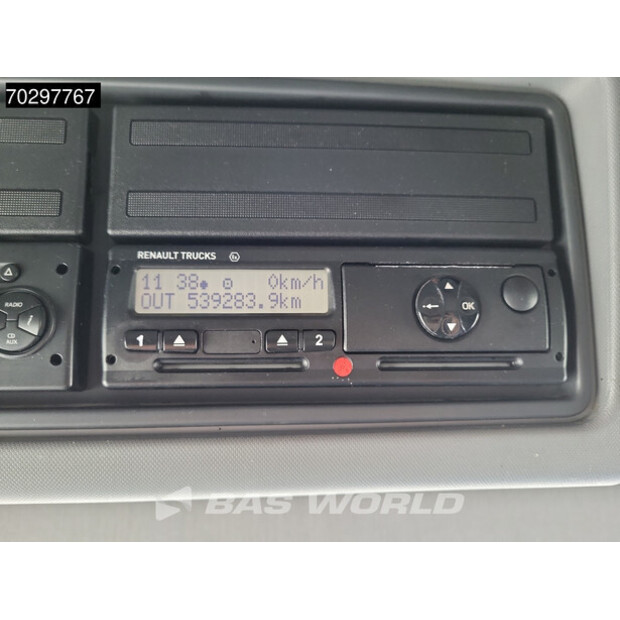 70297767
RENAULT TRUCKS
11 38 0km/h
OUT 539283.9km
RADIO
i
CD
AUX
1 2
OK
BAS WORLD